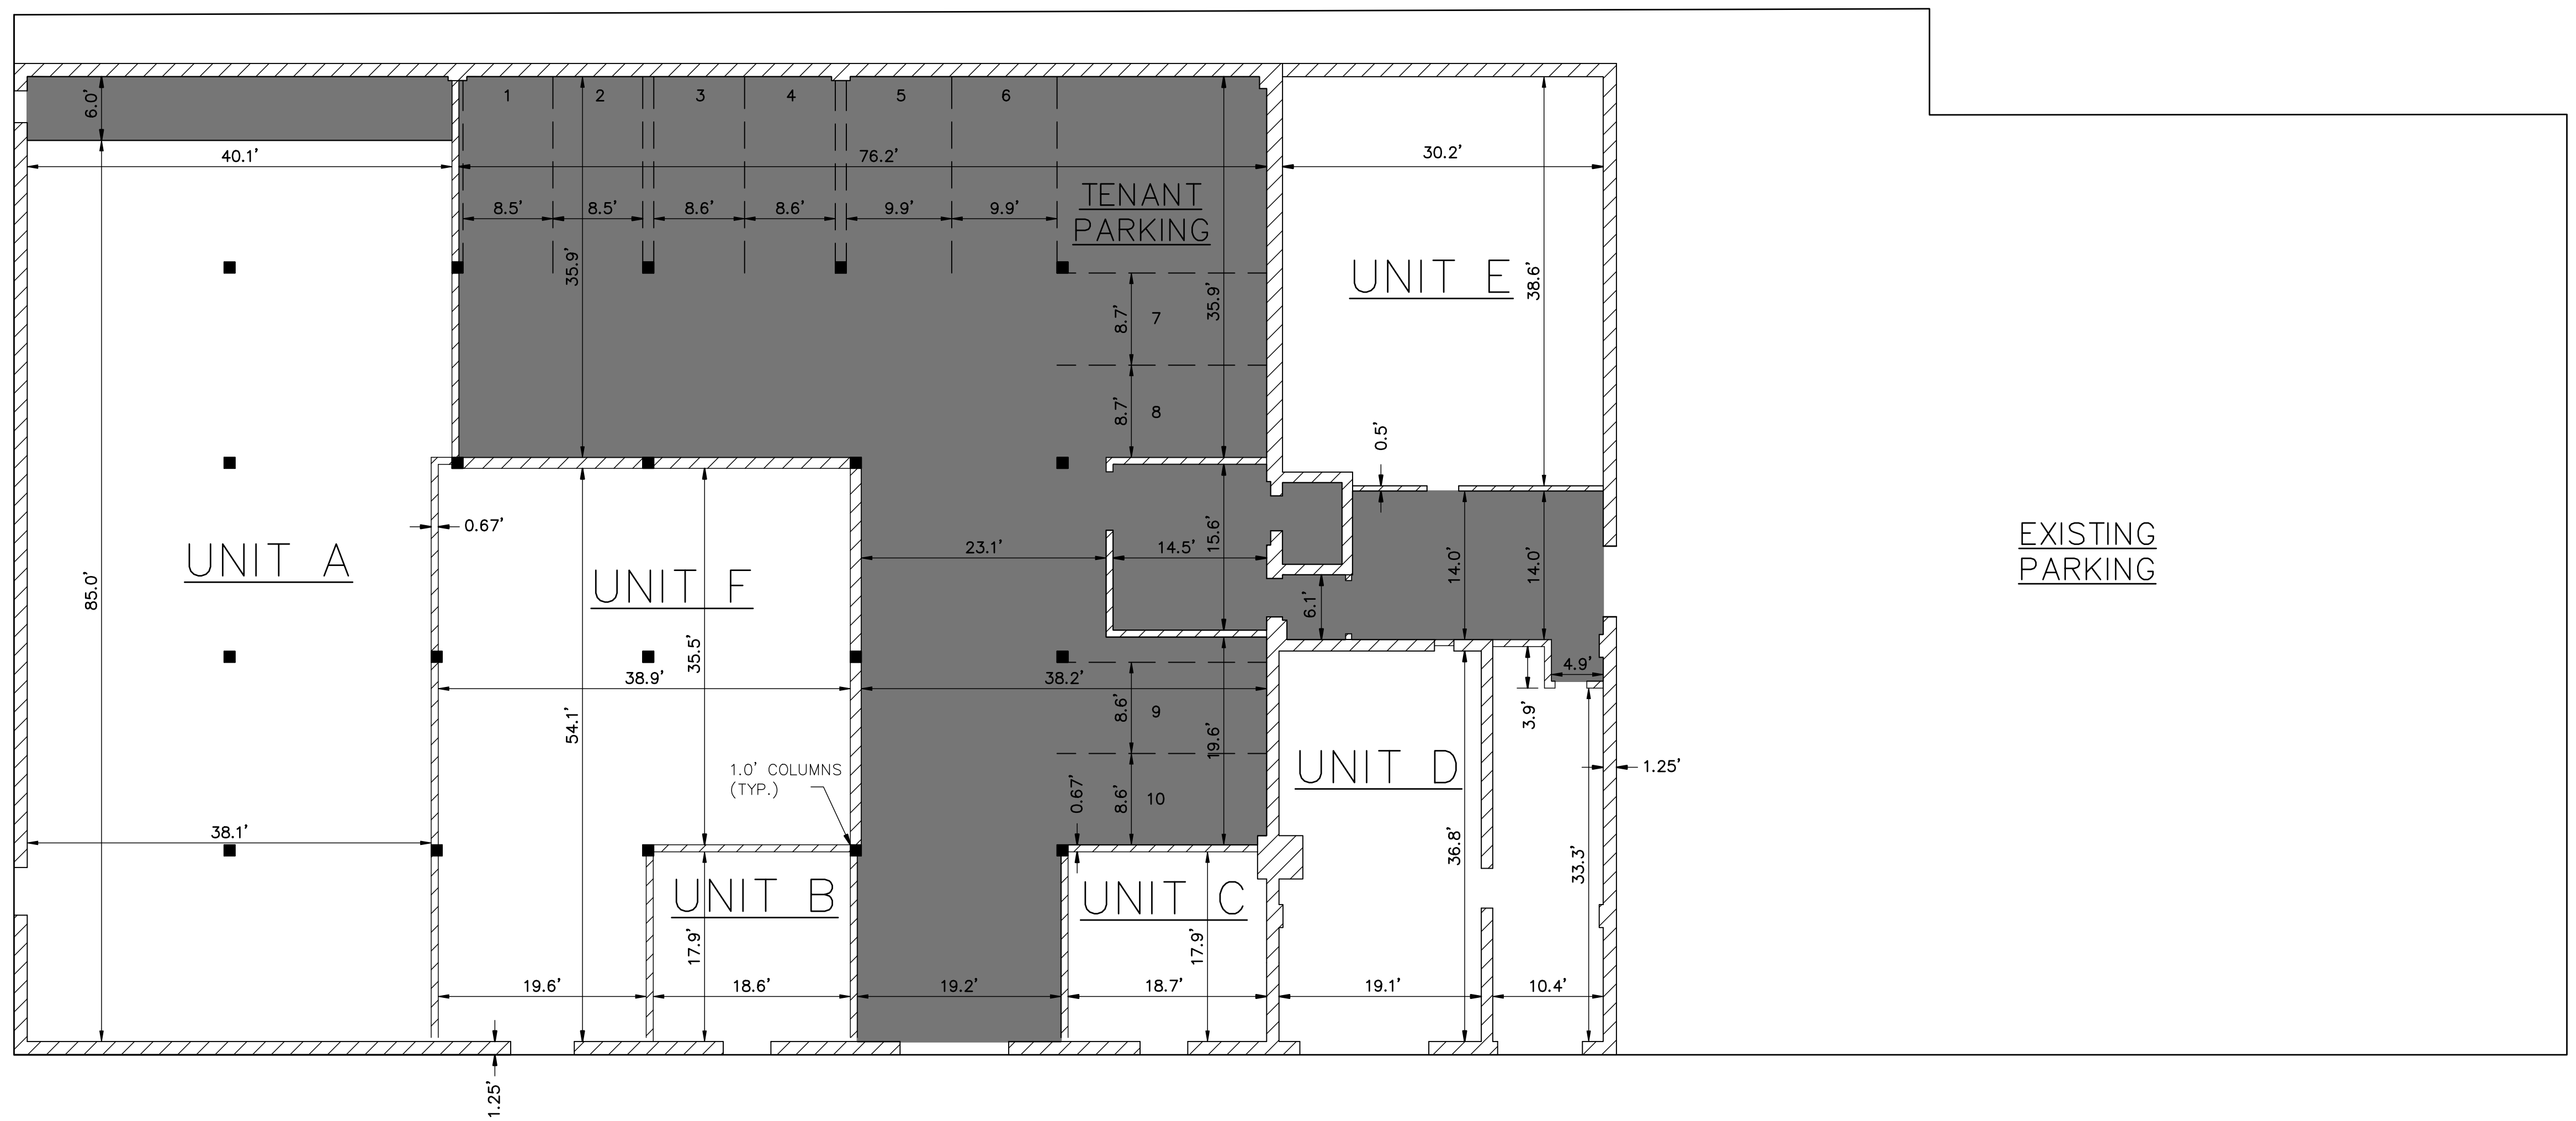 1 2 3 4 5 6
6.0'
40.1' 76.2' 30.2'
TENANT
PARKING
8.5' 8.5' 8.6' 8.6' 9.9' 9.9'
35.9' 35.9' 38.6'
UNIT E
8.7' 7
8.7' 8
0.5'
0.67'
EXISTING
PARKING
23.1' 14.5' 15.6' 14.0' 14.0'
UNIT A
UNIT F
85.0'
6.1'
35.5'
38.9' 38.2'
4.9'
3.9'
54.1'
8.6' 9
19.6'
UNIT D
1.25'
1.0' COLUMNS
(TYP.)
0.67'
8.6' 10
38.1'
36.8'
33.3'
UNIT B
UNIT C
17.9' 17.9'
19.6' 18.6' 19.2' 18.7' 19.1' 10.4'
1.25'